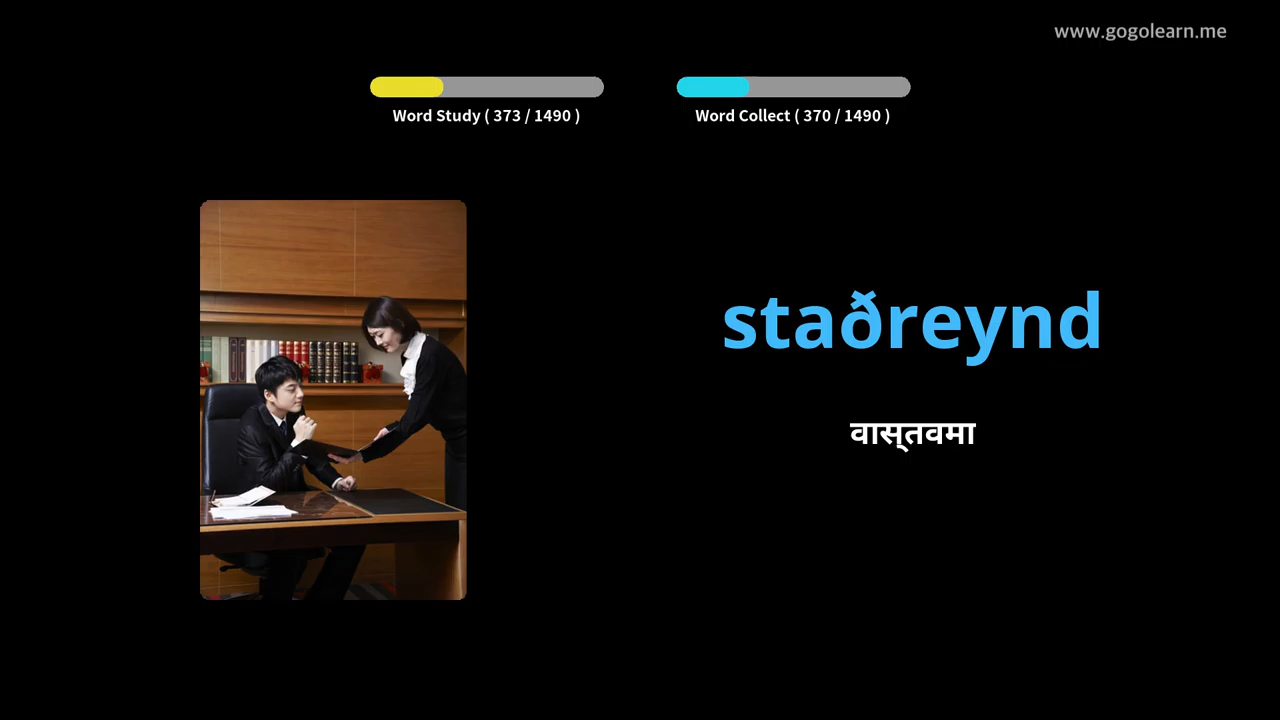 www.gogolearn.me
Word Study ( 373 / 1490 )
Word Collect ( 370 / 1490 )
staðreynd
वास्तवमा